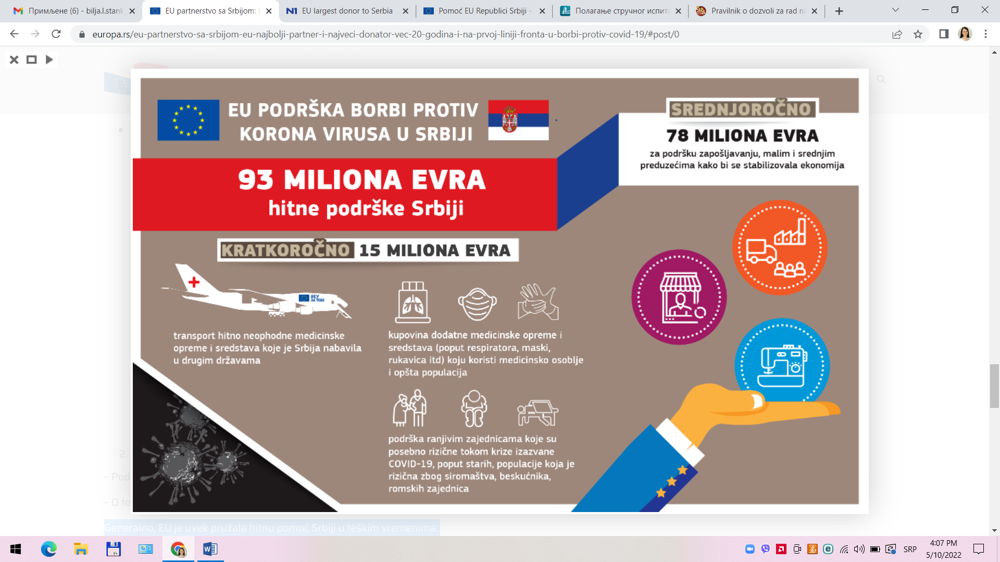 Примљене (6) - bilja.l.stank
EU partnerstvo sa Srbijom: E
EU largest donor to Serbia
Pomoć EU Republici Srbiji -
Полагање стручног испита
Pravilnik o dozvoli za rad na
europa.rs/eu-partnerstvo-sa-srbijom-eu-najbolji-partner-i-najveci-donator-vec-20-godina-i-na-prvoj-liniji-fronta-u-borbi-protiv-covid-19/#post/0
EU PODRŠKA BORBI PROTIV
KORONA VIRUSA U SRBIJI
93 MILIONA EVRA
hitne podrške Srbiji
SREDNJOROČNO
78 MILIONA EVRA
za podršku zapošljavanju, malim i srednjim
preduzećima kako bi se stabilizovala ekonomija
KRATKOROČNO 15 MILIONA EVRA
#ЕУ
ЗА ТЕБЕ
transport hitno neophodne medicinske
opreme i sredstava koje je Srbija nabavila
u drugim državama
kupovina dodatne medicinske opreme i
sredstava (poput respiratora, maski,
rukavica itd) koju koristi medicinsko osoblje
i opšta populacija
podrška ranjivim zajednicama koje su
posebno rizične tokom krize izazvane
COVID-19, poput starih, populacije koja je
rizična zbog siromaštva, beskućnika,
romskih zajednica
2.
– Pod
– O to
Generalno, EU je uvek pružala hitnu pomoć Srbiji u teškim vremenima:
SRP
4:07 PM
5/10/2022